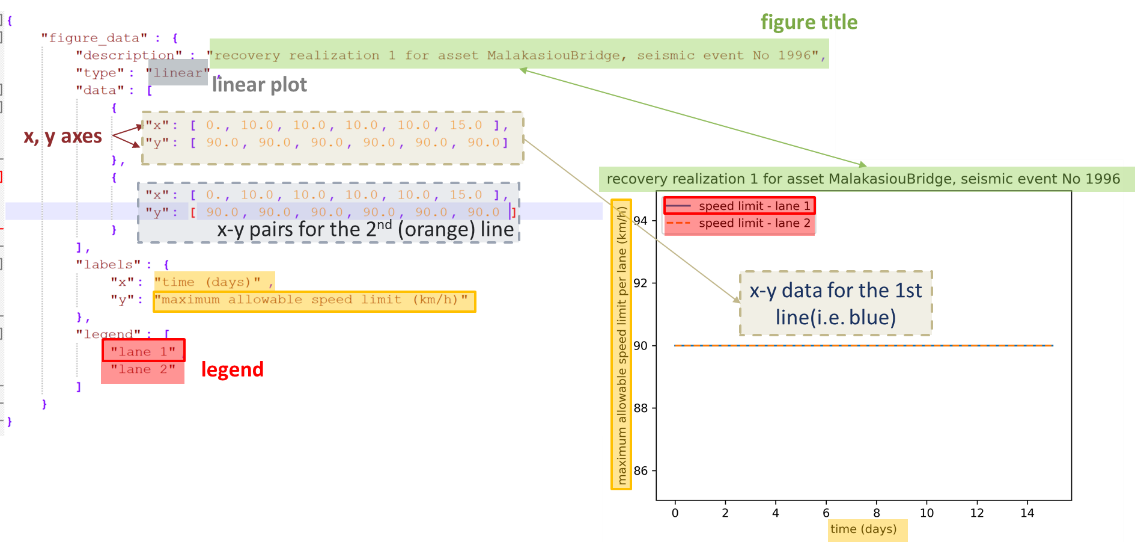 figure title
{
"figure_data" : {
"description" : "recovery realization 1 for asset MalakasiouBridge, seismic event No 1996",
"type": "linear",
linear plot
"data": [
{
x, y axes
"x": [ 0., 10.0, 10.0, 10.0, 10.0, 15.0 ],
"y": [ 90.0, 90.0, 90.0, 90.0, 90.0, 90.0]
},
{
"x": [ 0., 10.0, 10.0, 10.0, 10.0, 15.0 ],
"y": [ 90.0, 90.0, 90.0, 90.0, 90.0, 90.0 ]
x-y pairs for the 2nd (orange) line
}
],
"labels" : {
"x": "time (days)" ,
"y": "maximum allowable speed limit (km/h)"
},
"legend" : [
"lane 1"
"lane 2"
legend
]
}
}
recovery realization 1 for asset MalakasiouBridge, seismic event No 1996
speed limit - lane 1
speed limit - lane 2
x-y data for the 1st
line(i.e. blue)
maximum allowable speed limit per lane (km/h)
94
92
90
88
86
0 2 4 6 8 10 12 14
time (days)